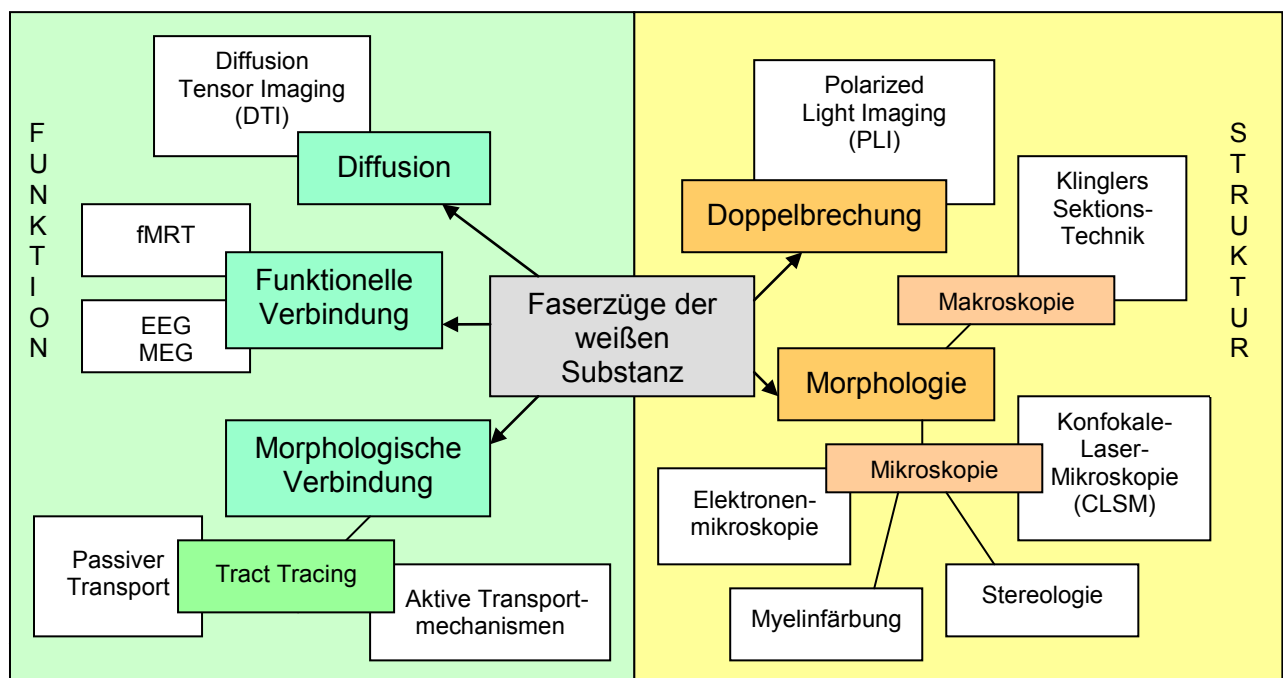 FUNKTION
Diffusion
Tensor Imaging
(DTI)
Diffusion
fMRT
Funktionelle
Verbindung
EEG
MEG
Morphologische
Verbindung
Passiver
Transport
Tract Tracing
Aktive Transport-
mechanismen
Faserzüge der
weißen
Substanz
Polarized
Light Imaging
(PLI)
Doppelbrechung
Klinglers
Sektions-
Technik
Makroskopie
Morphologie
Mikroskopie
Konfokale-
Laser-
Mikroskopie
(CLSM)
Elektronen-
mikroskopie
Myelinfärbung
Stereologie
STRUKTUR